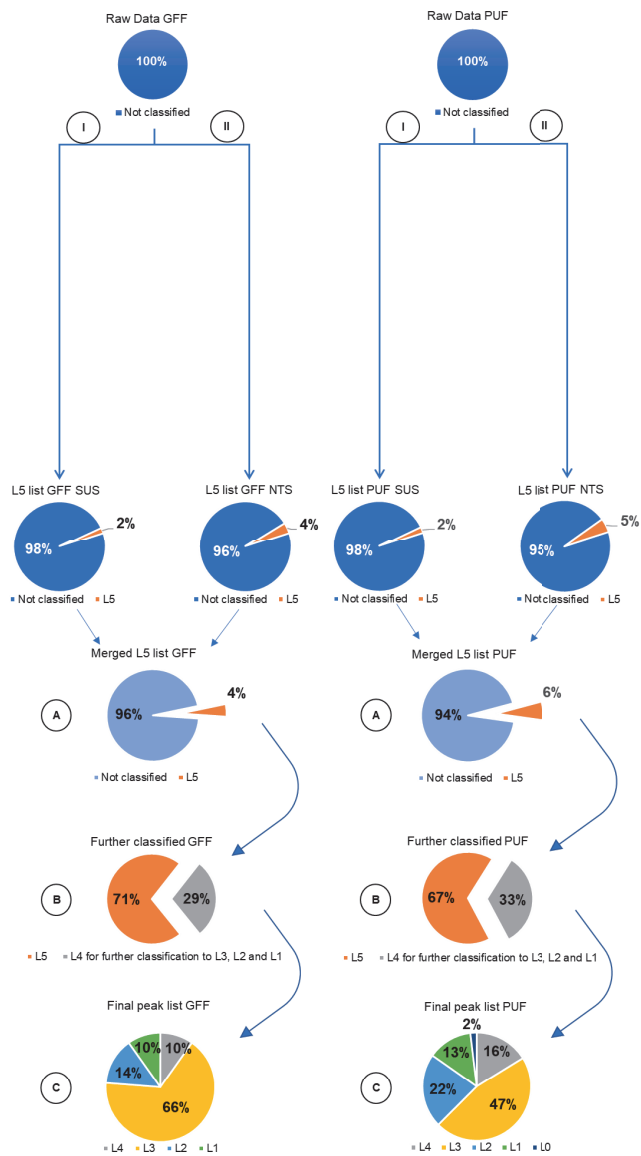 Raw Data GFF
Raw Data PUF
100%
100%
Not classified
Not classified
I
II
I
II
L5 list GFF SUS
L5 list GFF NTS
L5 list PUF SUS
L5 list PUF NTS
98%
2%
96%
4%
98%
2%
95%
5%
Not classified L5
Not classified L5
Not classified L5
Not classified L5
Merged L5 list GFF
Merged L5 list PUF
A
96%
4%
A
94%
6%
Not classified L5
Not classified L5
Further classified GFF
Further classified PUF
B
71%
29%
B
67%
33%
L5 L4 for further classification to L3, L2 and L1
L5 L4 for further classification to L3, L2 and L1
Final peak list GFF
Final peak list PUF
C
10%
10%
14%
66%
C
2%
13%
16%
22%
47%
L4 L3 L2 L1
L4 L3 L2 L1 L0